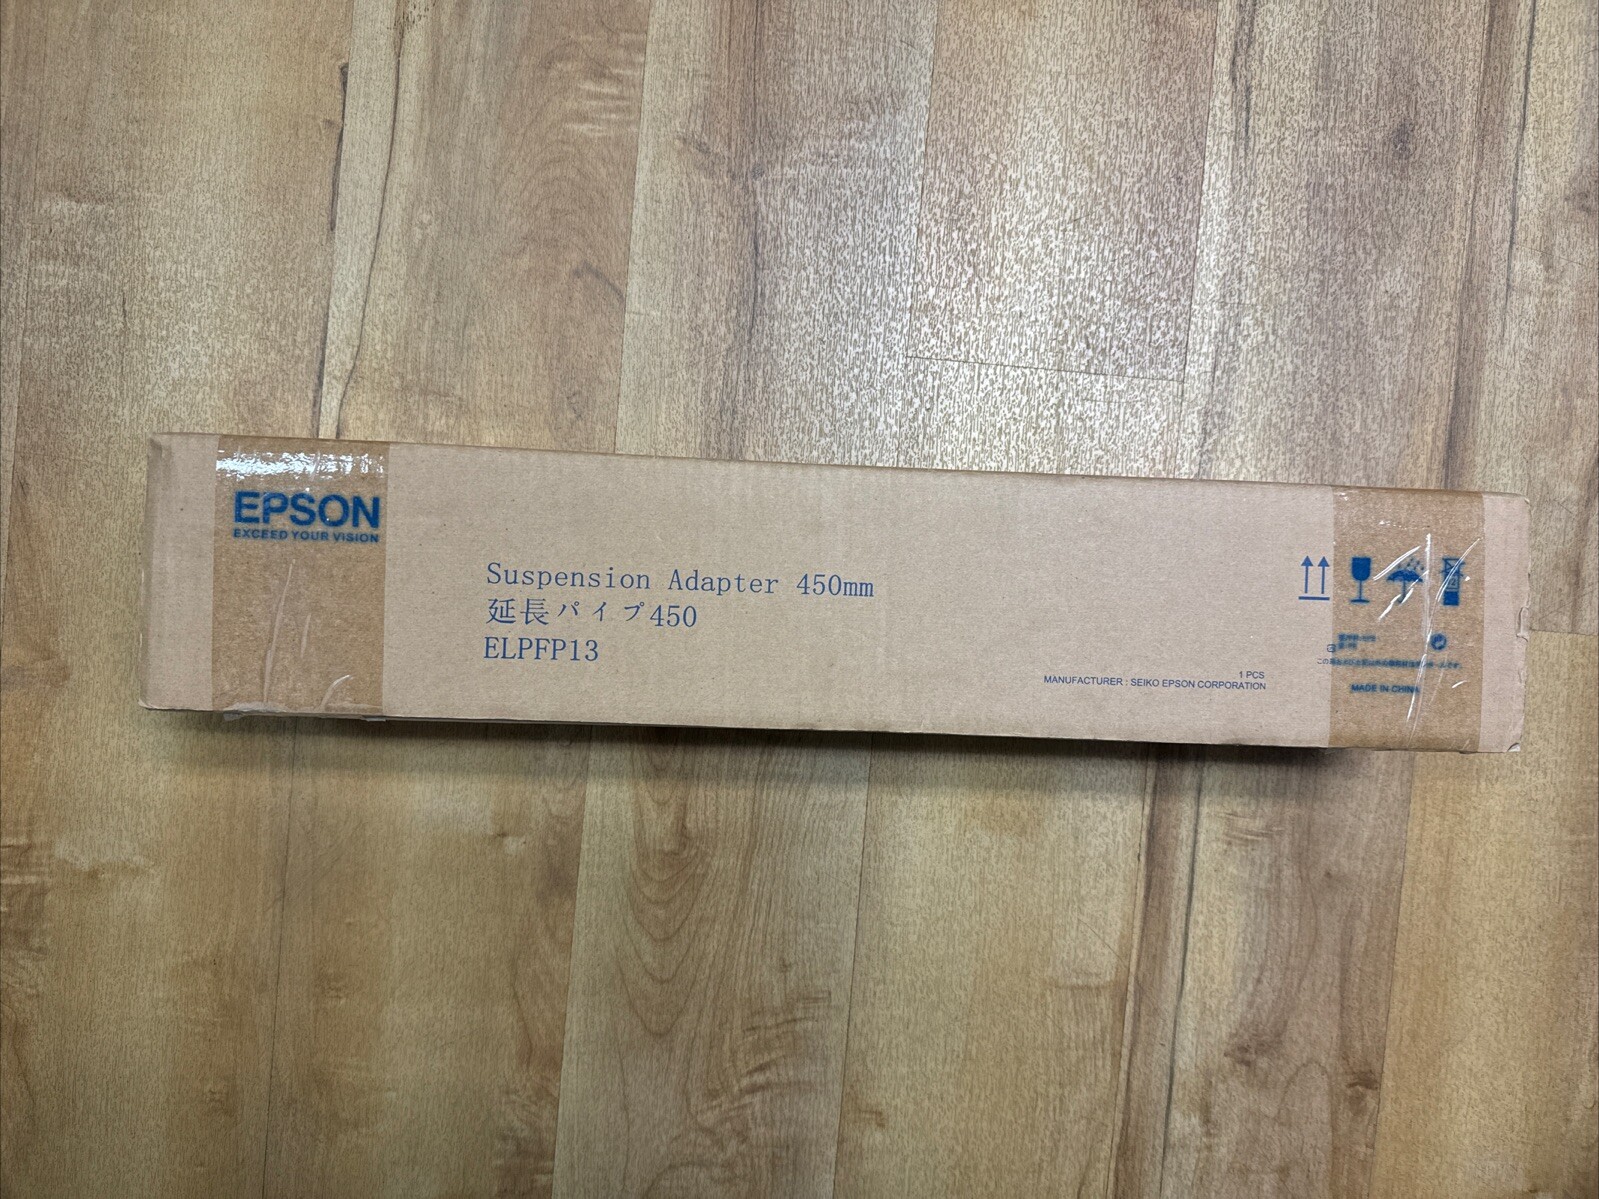 EPSON
EXCEED YOUR VISION
Suspension Adapter 450mm
延長パイプ450
ELPFP13
1 PCS
MANUFACTURER : SEIKO EPSON CORPORATION
MADE IN CHINA